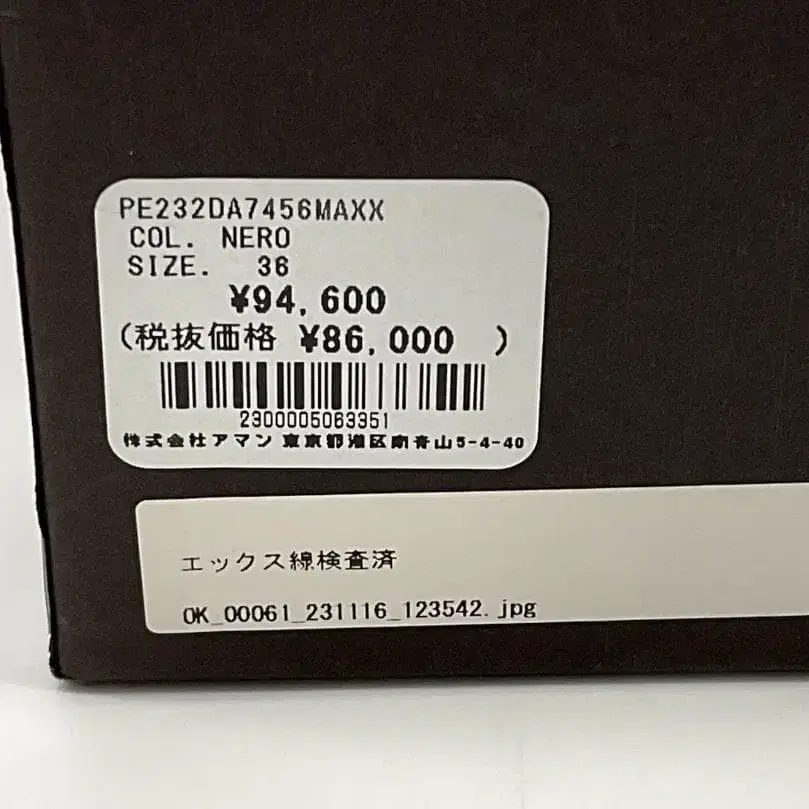 PE232DA7456MAXX
COL. NERO
SIZE. 36
¥94,600
(税抜価格 ¥86,000 )
2300005063351
株式会社アマン 東京都港区南青山5-4-40
エックス線検査済
OK_00061_231116_123542.jpg